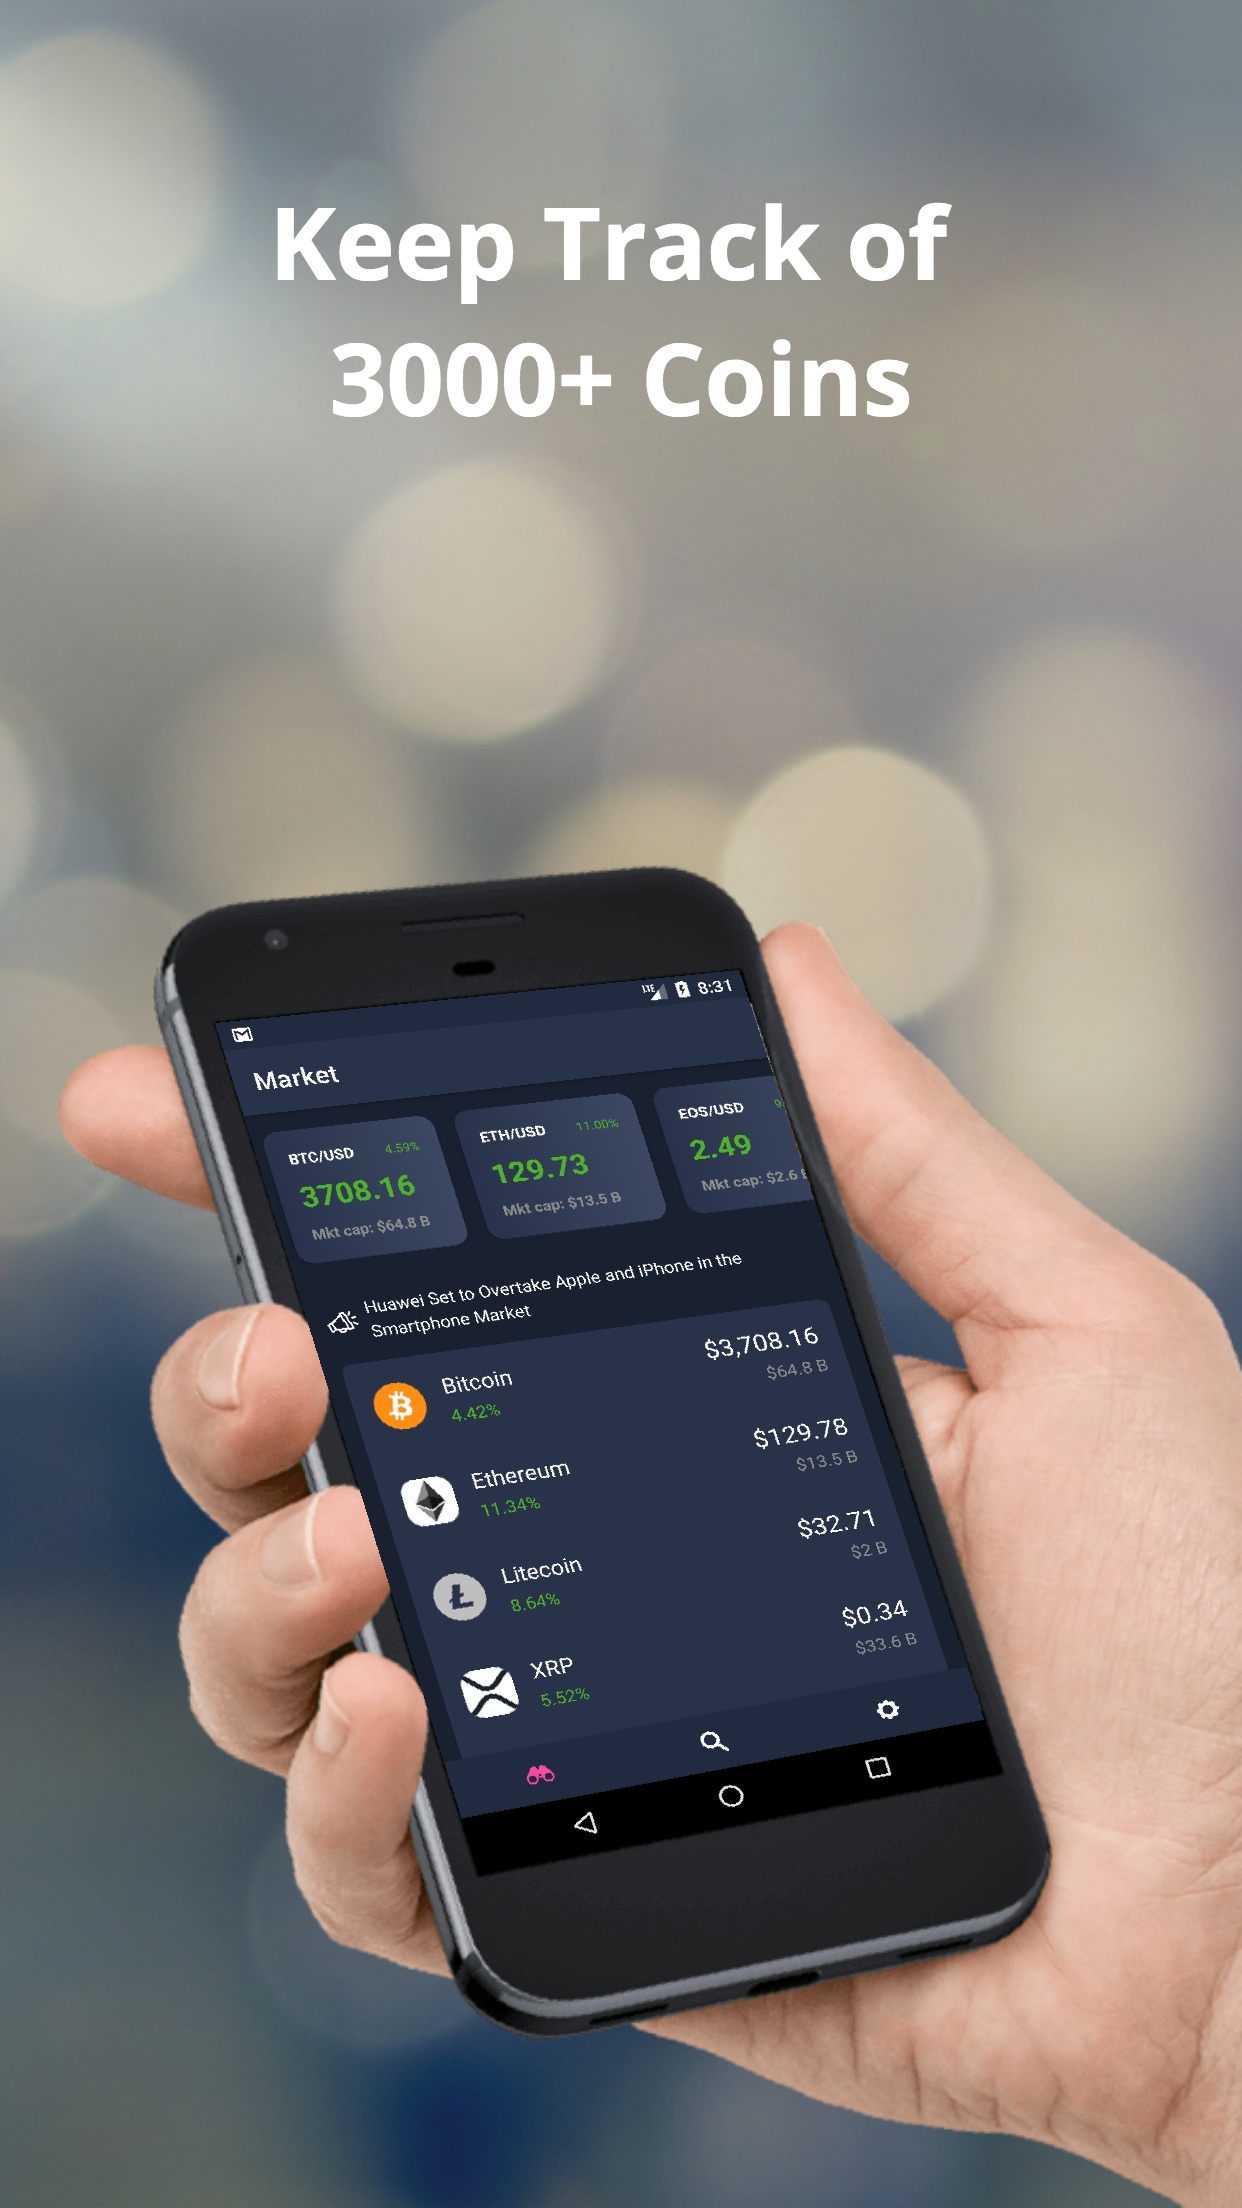 Keep Track of
3000+ Coins
LTE 8:31
Market
BTC/USD 4.59%
3708.16
Mkt cap: $64.8 B
ETH/USD 11.00%
129.73
Mkt cap: $13.5 B
EOS/USD
2.49
Mkt cap: $2.6
Huawei Set to Overtake Apple and iPhone in the
Smartphone Market
Bitcoin $3,708.16
4.42% $64.8 B
Ethereum $129.78
11.34% $13.5 B
Litecoin $32.71
8.64% $2 B
XRP $0.34
5.52% $33.6 B